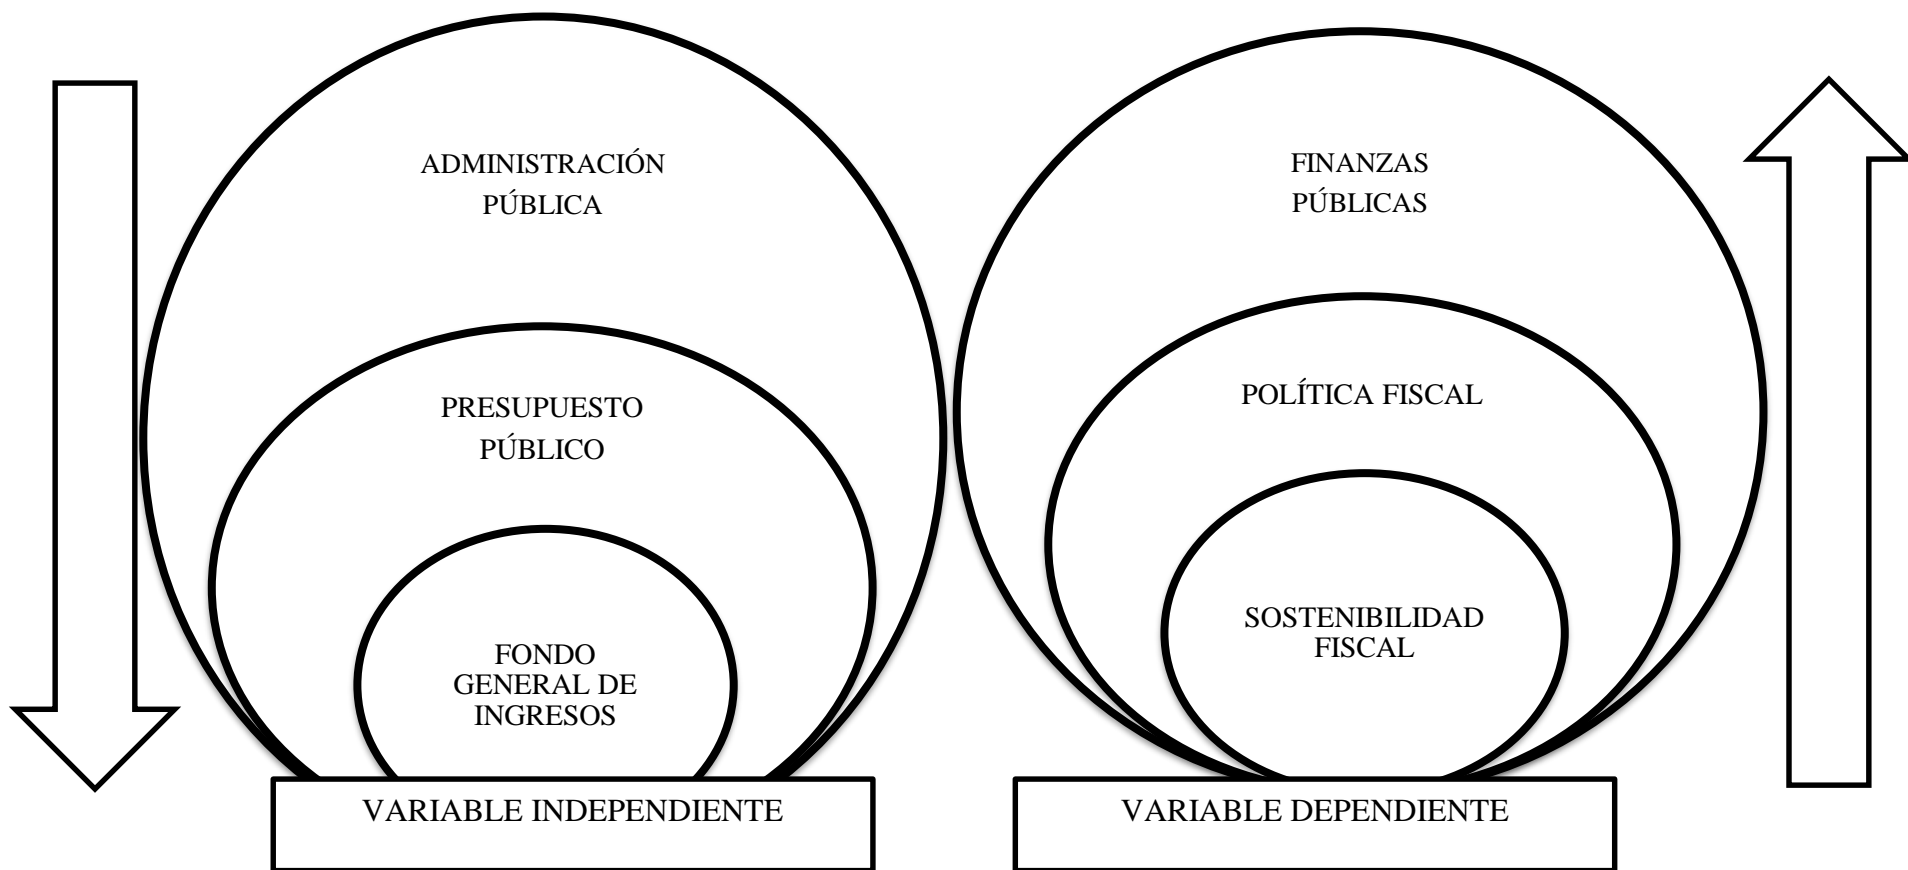 ADMINISTRACIÓN
PÚBLICA
PRESUPUESTO
PÚBLICO
FONDO
GENERAL DE
INGRESOS
VARIABLE INDEPENDIENTE
FINANZAS
PÚBLICAS
POLÍTICA FISCAL
SOSTENIBILIDAD
FISCAL
VARIABLE DEPENDIENTE